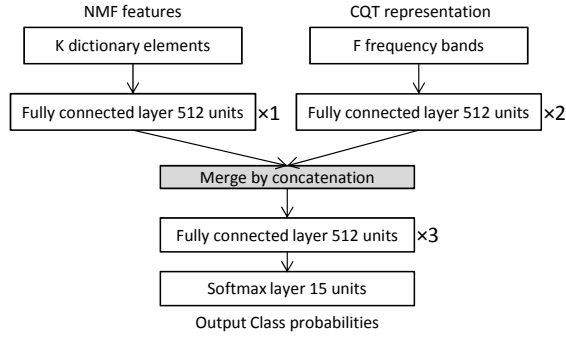 NMF features
CQT representation
K dictionary elements
F frequency bands
Fully connected layer 512 units ×1
Fully connected layer 512 units ×2
Merge by concatenation
Fully connected layer 512 units ×3
Softmax layer 15 units
Output Class probabilities